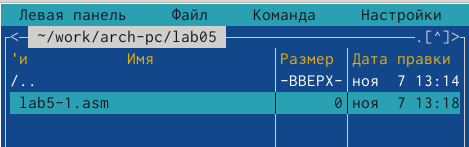 Левая панель Файл Команда Настройки
<─ ~/work/arch-pc/lab05 .[^]>
'и Имя Размер Дата правки
/.. -ВВЕРХ- ноя 7 13:14
lab5-1.asm 0 ноя 7 13:18